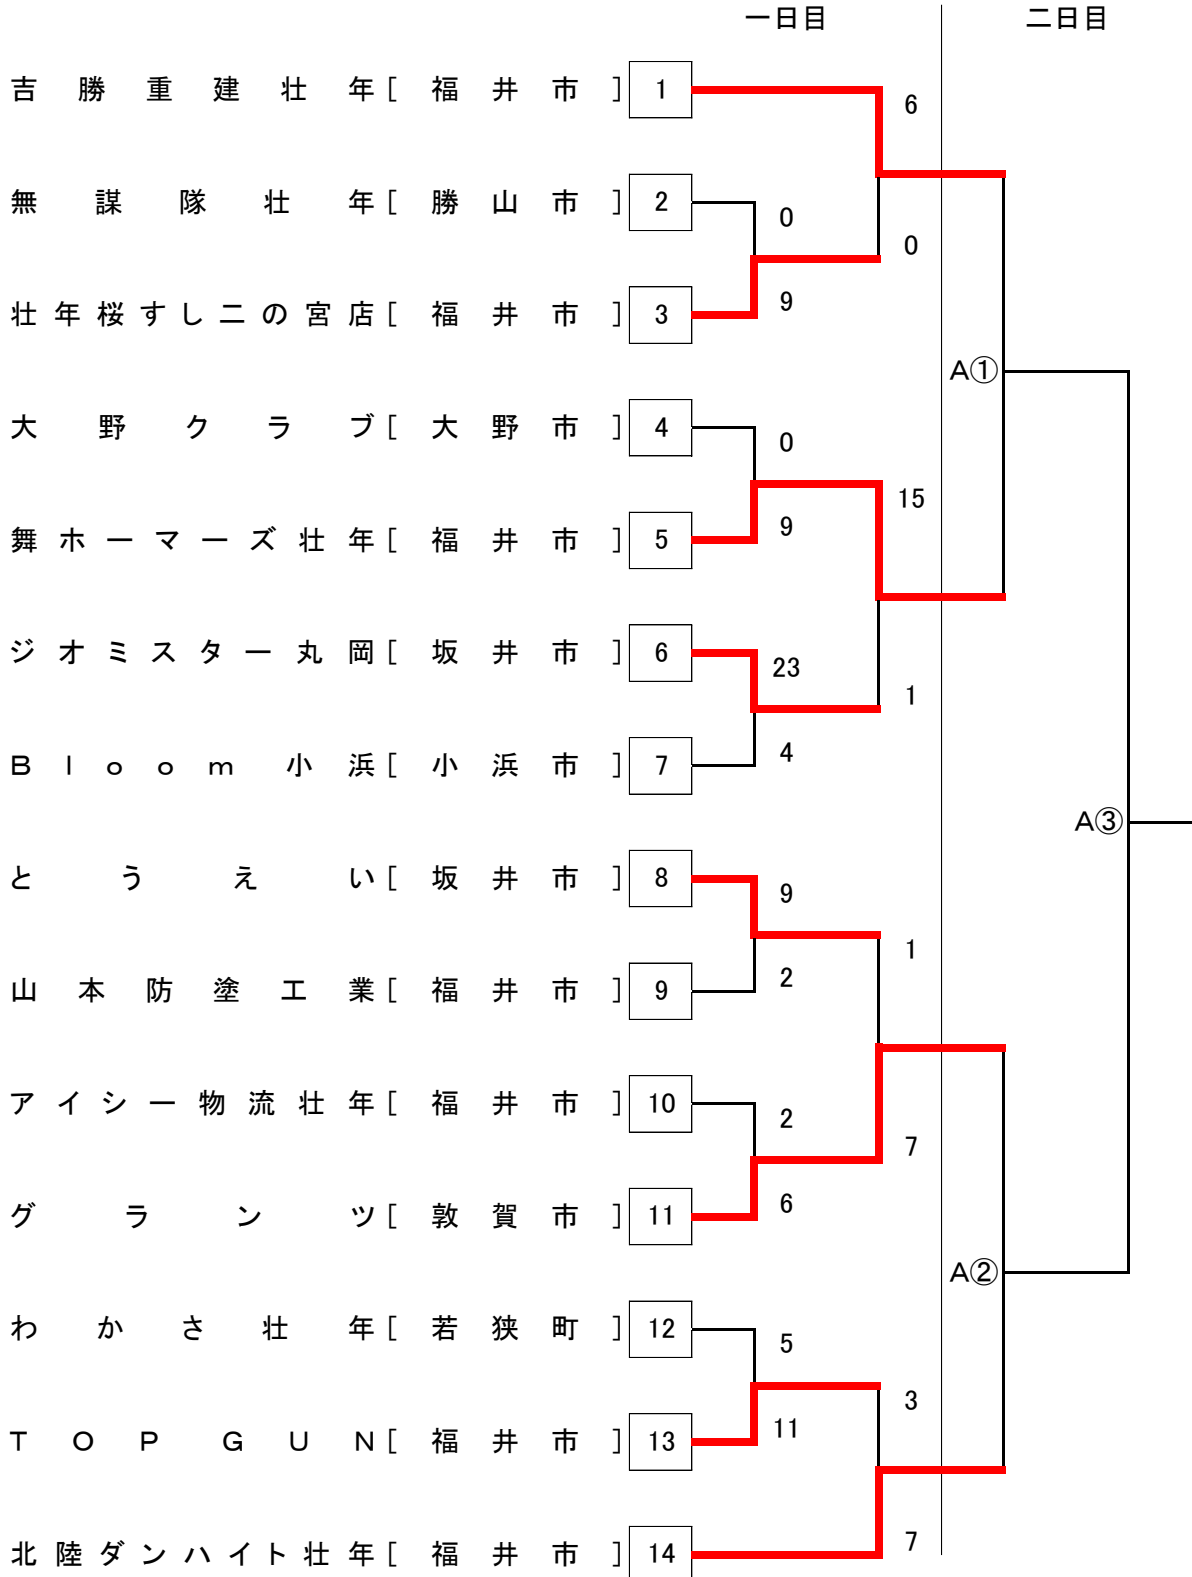 一日目 二日目
吉勝重建壮年[福井市] 1
6
無謀隊壮年[勝山市] 2
0
0
壮年桜すし二の宮店[福井市] 3
9
A①
大野クラブ[大野市] 4
0
15
舞ホーマーズ壮年[福井市] 5
9
ジオミスター丸岡[坂井市] 6
23
1
Bloom小浜[小浜市] 7
4
A③
とうえい[坂井市] 8
9
1
山本防塗工業[福井市] 9
2
アイシー物流壮年[福井市] 10
2
7
グランツ[敦賀市] 11
6
A②
わかさ壮年[若狭町] 12
5
3
TOP GUN[福井市] 13
11
7
北陸ダンハイト壮年[福井市] 14